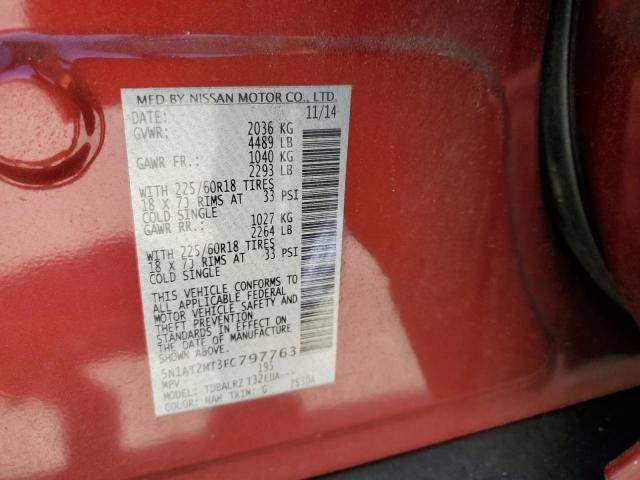 MFD BY NISSAN MOTOR CO., LTD.
DATE: 11/14
GVWR: 2036 KG
4489 LB
GAWR FR.: 1040 KG
2293 LB
WITH 225/60R18 TIRES
18 X 7J RIMS AT 33 PSI
COLD SINGLE
GAWR RR.: 1027 KG
2264 LB
WITH 225/60R18 TIRES
18 X 7J RIMS AT 33 PSI
COLD SINGLE
THIS VEHICLE CONFORMS TO
ALL APPLICABLE FEDERAL
MOTOR VEHICLE SAFETY AND
THEFT PREVENTION
STANDARDS IN EFFECT ON
THE DATE OF MANUFACTURE
SHOWN ABOVE.
5N1AT2MT3FC797763
MPV 195
MODEL:
COLOR: NAH TRIM: G 2530A